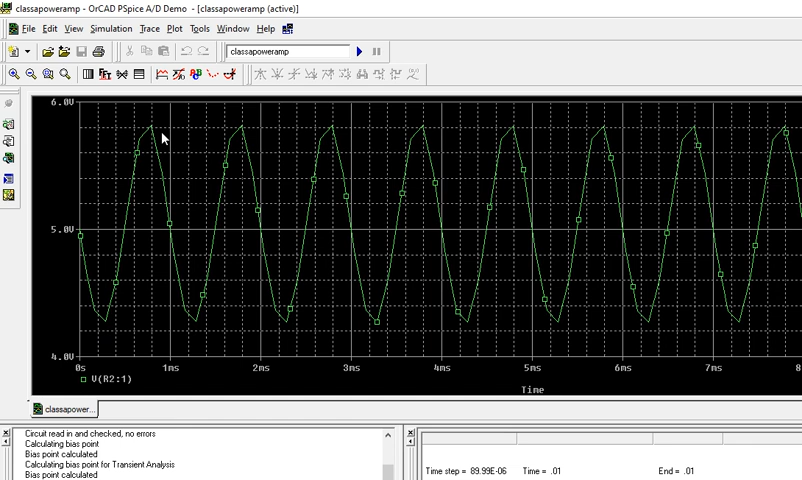 classapoweramp - OrCAD PSpice A/D Demo - [classapoweramp (active)]
File Edit View Simulation Trace Plot Tools Window Help
classapoweramp
6.0V
5.0V
4.0V
0s 1ms 2ms 3ms 4ms 5ms 6ms 7ms 8
V(R2:1)
Time
classapower...
Circuit read in and checked, no errors
Calculating bias point
Bias point calculated
Calculating bias point for Transient Analysis
Bias point calculated
Time step = 89.99E-06 Time = .01 End = .01